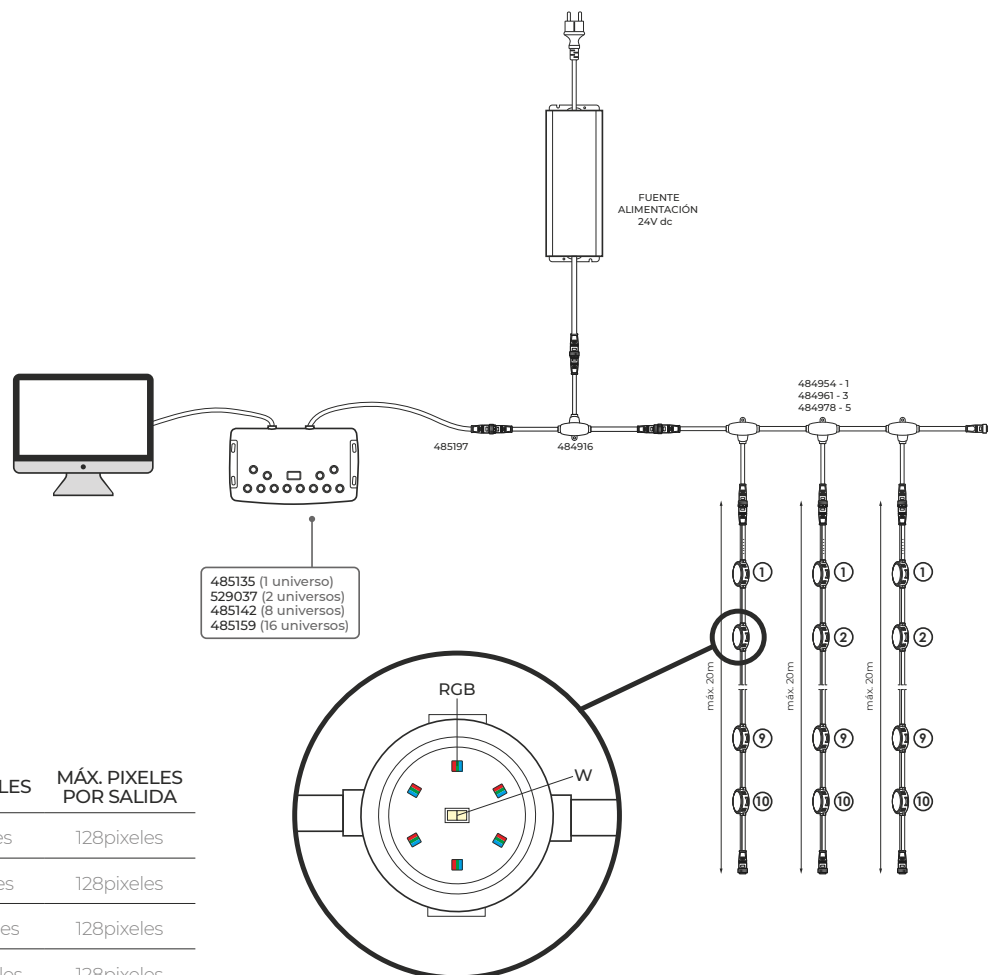 FUENTE
ALIMENTACIÓN
24V dc
484954 - 1
484961 - 3
484978 - 5
485197
484916
485135 (1 universo)
529037 (2 universos)
485142 (8 universos)
485159 (16 universos)
máx. 20m
máx. 20m
máx. 20m
1
1
1
2
2
2
9
9
9
10
10
10
RGB
W
MÁX. PIXELES
POR SALIDA
128pixeles
128pixeles
128pixeles
128pixeles